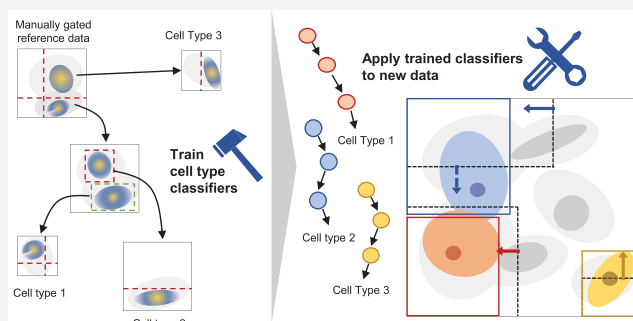 Manually gated
reference data
Cell Type 3
Train
cell type
classifiers
Cell type 1
Apply trained classifiers
to new data
Cell Type 1
Cell type 2
Cell Type 3